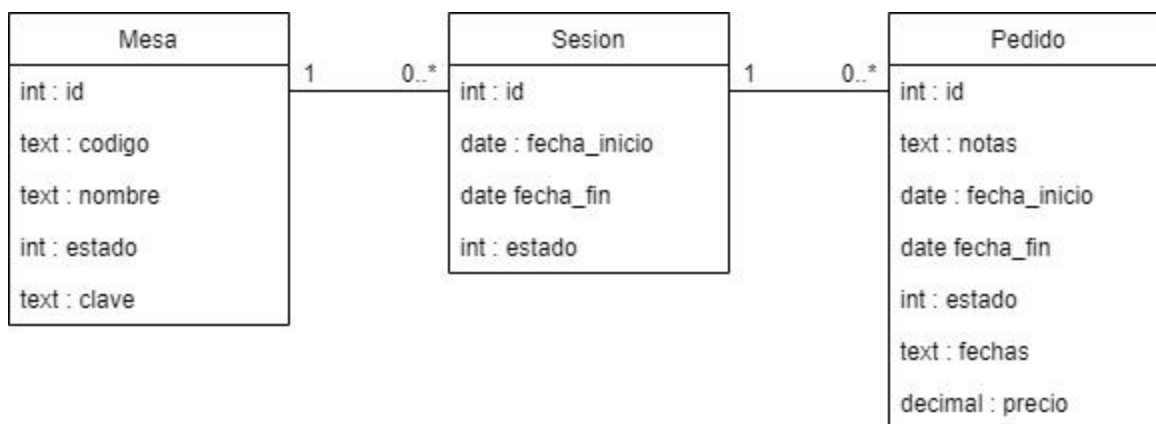 Mesa
int : id
text : codigo
text : nombre
int : estado
text : clave
1
0..*
Sesion
int : id
date : fecha_inicio
date fecha_fin
int : estado
1
0..*
Pedido
int : id
text : notas
date : fecha_inicio
date fecha_fin
int : estado
text : fechas
decimal : precio